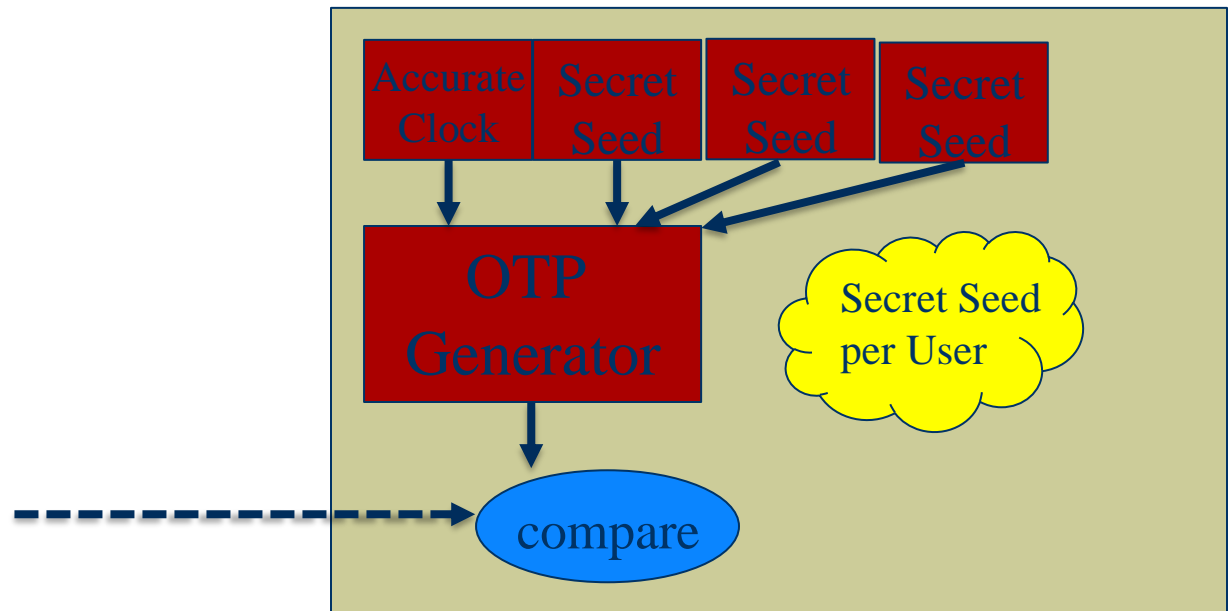 Accurate
Clock
Secret
Seed
Secret
Seed
Secret
Seed
OTP
Generator
Secret Seed
per User
compare